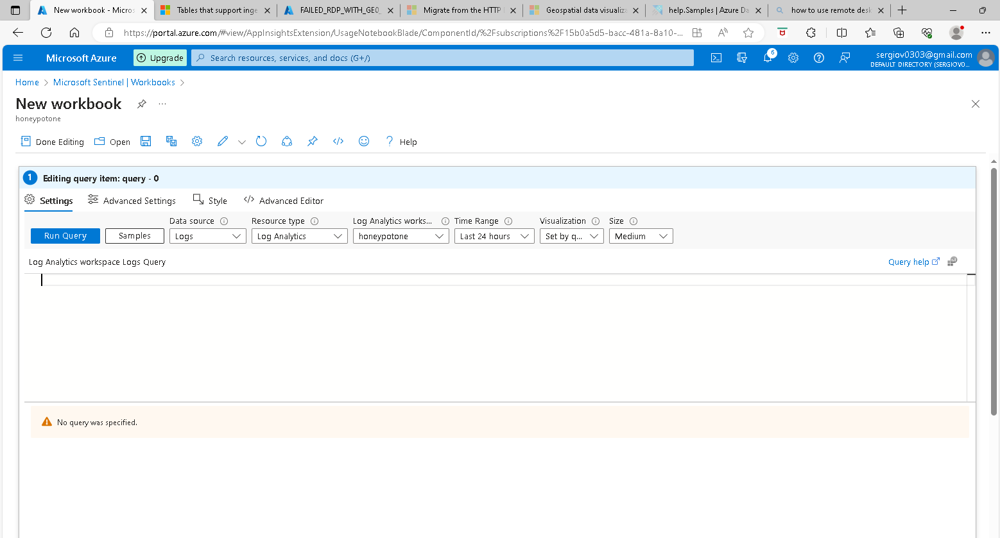 New workbook - Micros
Tables that support inge
FAILED_RDP_WITH_GEO_
Migrate from the HTTP
Geospatial data visualiza
help.Samples | Azure Da
how to use remote desk
https://portal.azure.com/#view/AppInsightsExtension/UsageNotebookBlade/ComponentId/%2Fsubscriptions%2F15b0a5d5-bacc-481a-8a10-...
Microsoft Azure
Upgrade
Search resources, services, and docs (G+/)
6
sergiov0303@gmail.com
DEFAULT DIRECTORY (SERGIOV0...
Home > Microsoft Sentinel | Workbooks >
New workbook
...
honeypotone
Done Editing
Open
Help
1
Editing query item: query - 0
Settings
Advanced Settings
Style
Advanced Editor
Data source
Resource type
Log Analytics works...
Time Range
Visualization
Size
Run Query
Samples
Logs
Log Analytics
honeypotone
Last 24 hours
Set by q...
Medium
Log Analytics workspace Logs Query
Query help
No query was specified.